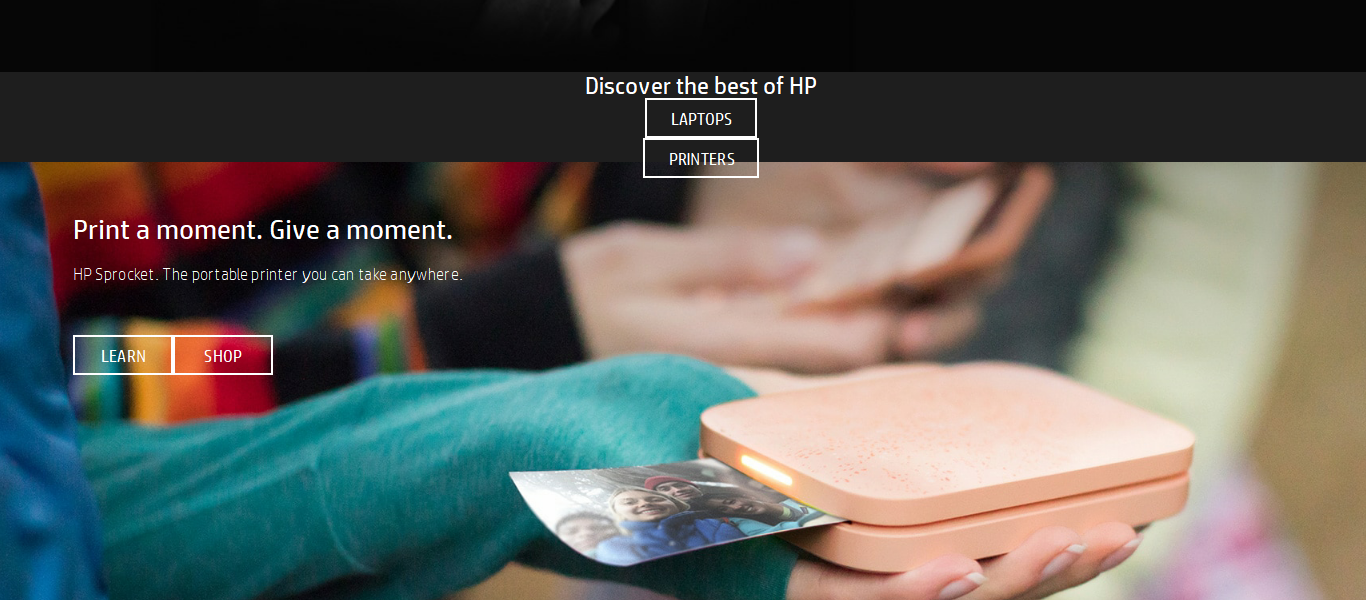 Discover the best of HP
LAPTOPS
PRINTERS
Print a moment. Give a moment.
HP Sprocket. The portable printer you can take anywhere.
LEARN
SHOP